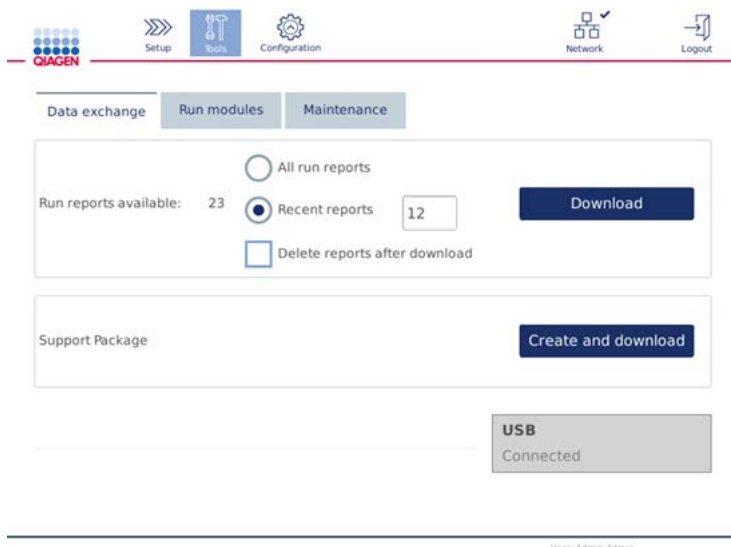 QIAGEN
Setup
Tools
Configuration
Network
Logout
Data exchange
Run modules
Maintenance
All run reports
Run reports available: 23
Recent reports 12
Download
Delete reports after download
Support Package
Create and download
USB
Connected